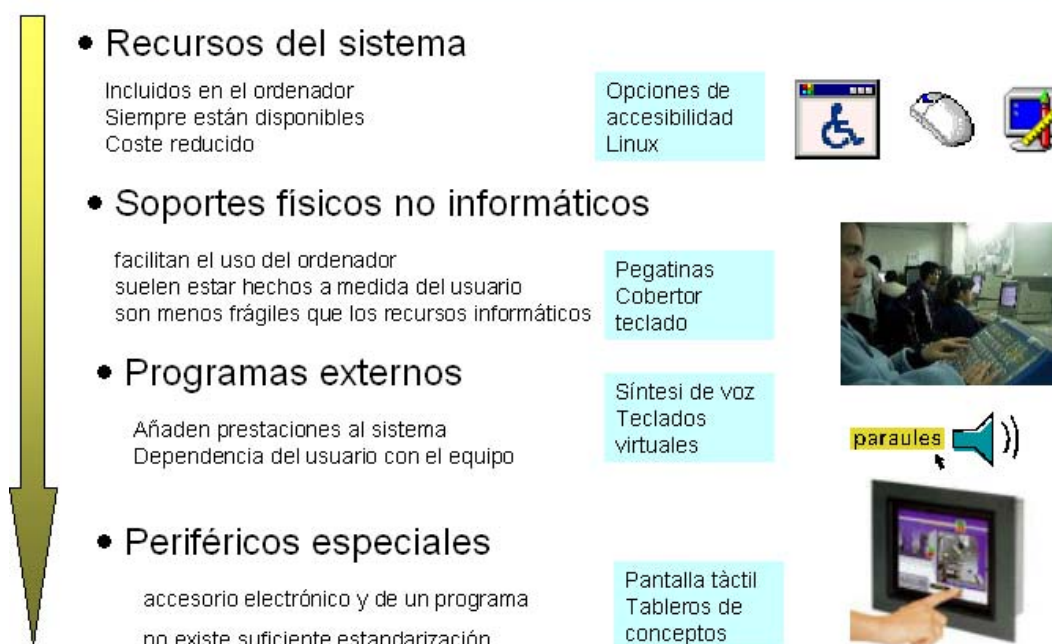 • Recursos del sistema
Incluidos en el ordenador
Siempre están disponibles
Coste reducido
Opciones de
accesibilidad
Linux
• Soportes físicos no informáticos
facilitan el uso del ordenador
suelen estar hechos a medida del usuario
son menos frágiles que los recursos informáticos
Pegatinas
Cobertor
teclado
• Programas externos
Añaden prestaciones al sistema
Dependencia del usuario con el equipo
Síntesi de voz
Teclados
virtuales
paraules
• Periféricos especiales
accesorio electrónico y de un programa
no existe suficiente estandarización
Pantalla tàctil
Tableros de
conceptos